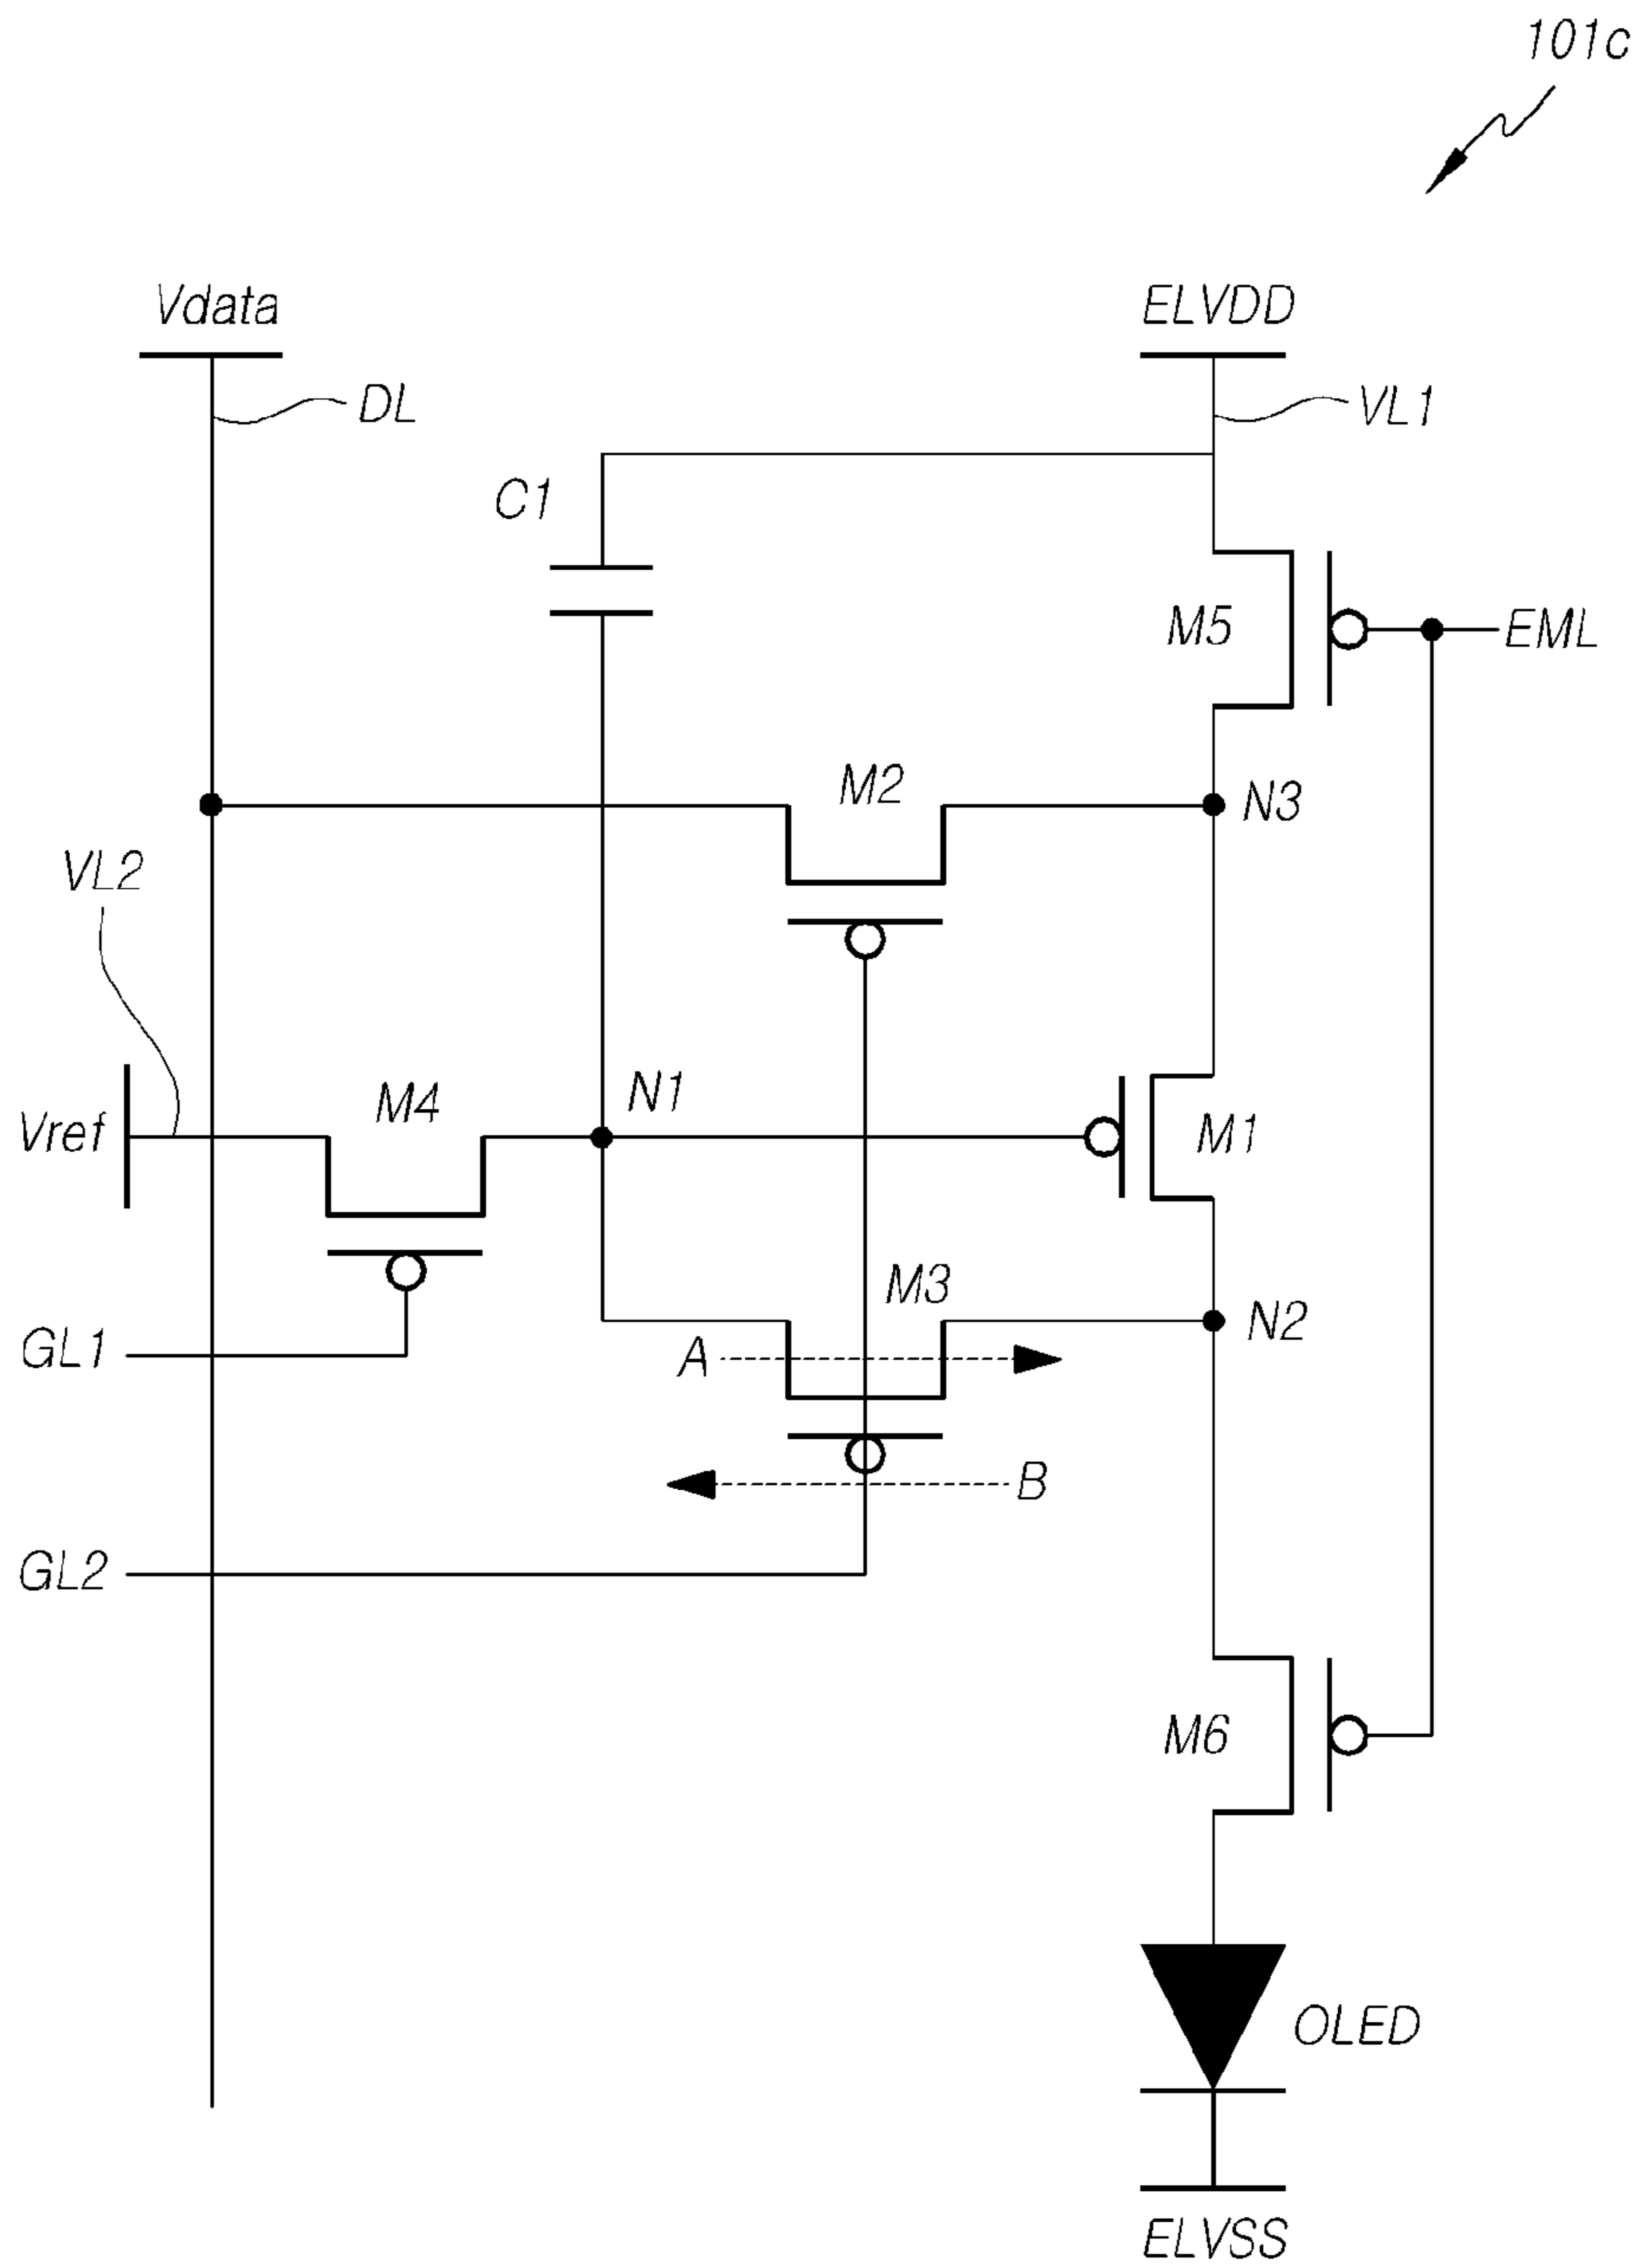 101c
Vdata
ELVDD
DL
VL1
C1
M5
EML
M2
N3
VL2
M4
N1
Vref
M1
M3
N2
GL1
A
B
GL2
M6
OLED
ELVSS